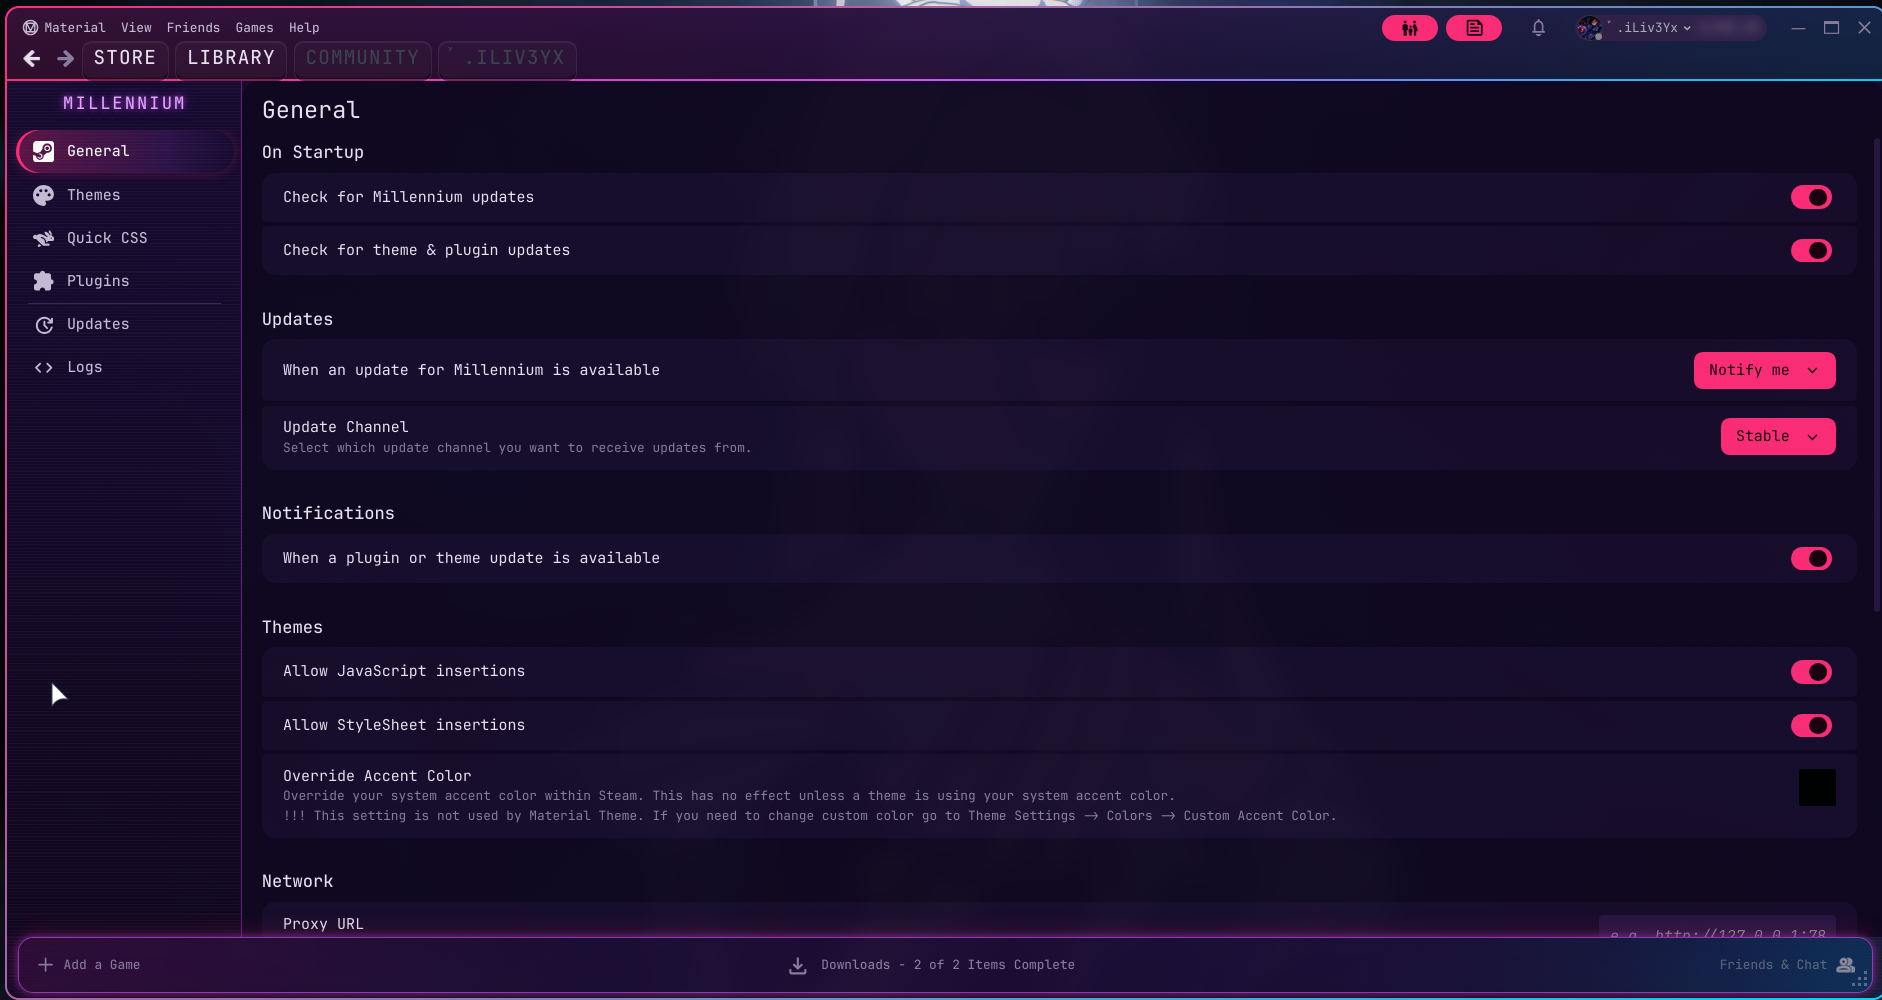 Material View Friends Games Help
.iLiv3Yx
STORE LIBRARY COMMUNITY .ILIV3YX
MILLENNIUM
General
Themes
Quick CSS
Plugins
Updates
Logs
General
On Startup
Check for Millennium updates
Check for theme & plugin updates
Updates
When an update for Millennium is available
Notify me
Update Channel
Select which update channel you want to receive updates from.
Stable
Notifications
When a plugin or theme update is available
Themes
Allow JavaScript insertions
Allow StyleSheet insertions
Override Accent Color
Override your system accent color within Steam. This has no effect unless a theme is using your system accent color.
!!! This setting is not used by Material Theme. If you need to change custom color go to Theme Settings → Colors → Custom Accent Color.
Network
Proxy URL
e.g. http://127.0.0.1:78
Add a Game
Downloads - 2 of 2 Items Complete
Friends & Chat